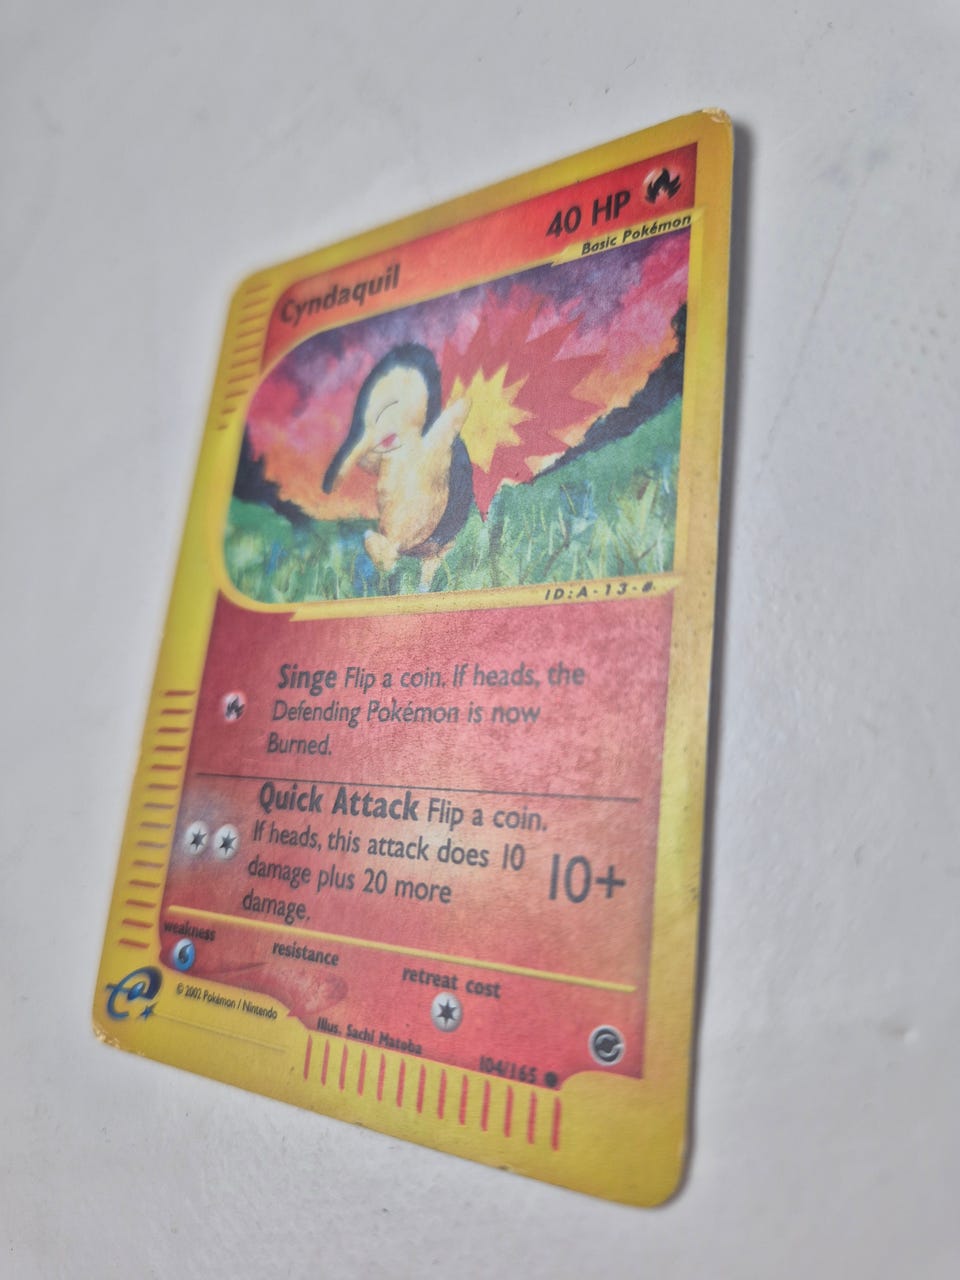 Cyndaquil
40 HP
Basic Pokémon
ID:A-13-#
Singe Flip a coin. If heads, the
Defending Pokémon is now
Burned.
Quick Attack Flip a coin.
If heads, this attack does 10
damage plus 20 more
damage.
10+
weakness
resistance
retreat cost
e
© 2002 Pokémon / Nintendo
Illus. Sachi Matoba
104/165